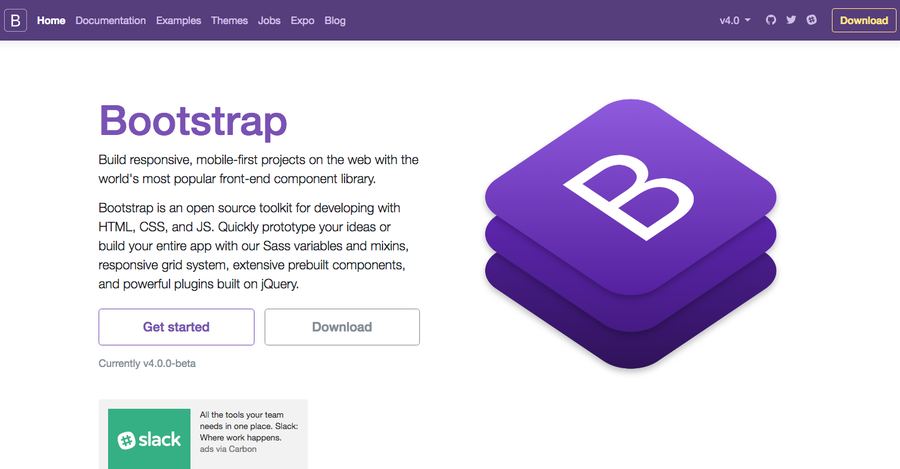 B Home Documentation Examples Themes Jobs Expo Blog v4.0 Download
Bootstrap
Build responsive, mobile-first projects on the web with the
world's most popular front-end component library.
Bootstrap is an open source toolkit for developing with
HTML, CSS, and JS. Quickly prototype your ideas or
build your entire app with our Sass variables and mixins,
responsive grid system, extensive prebuilt components,
and powerful plugins built on jQuery.
Get started Download
Currently v4.0.0-beta
B
slack
All the tools your team
needs in one place. Slack:
Where work happens.
ads via Carbon